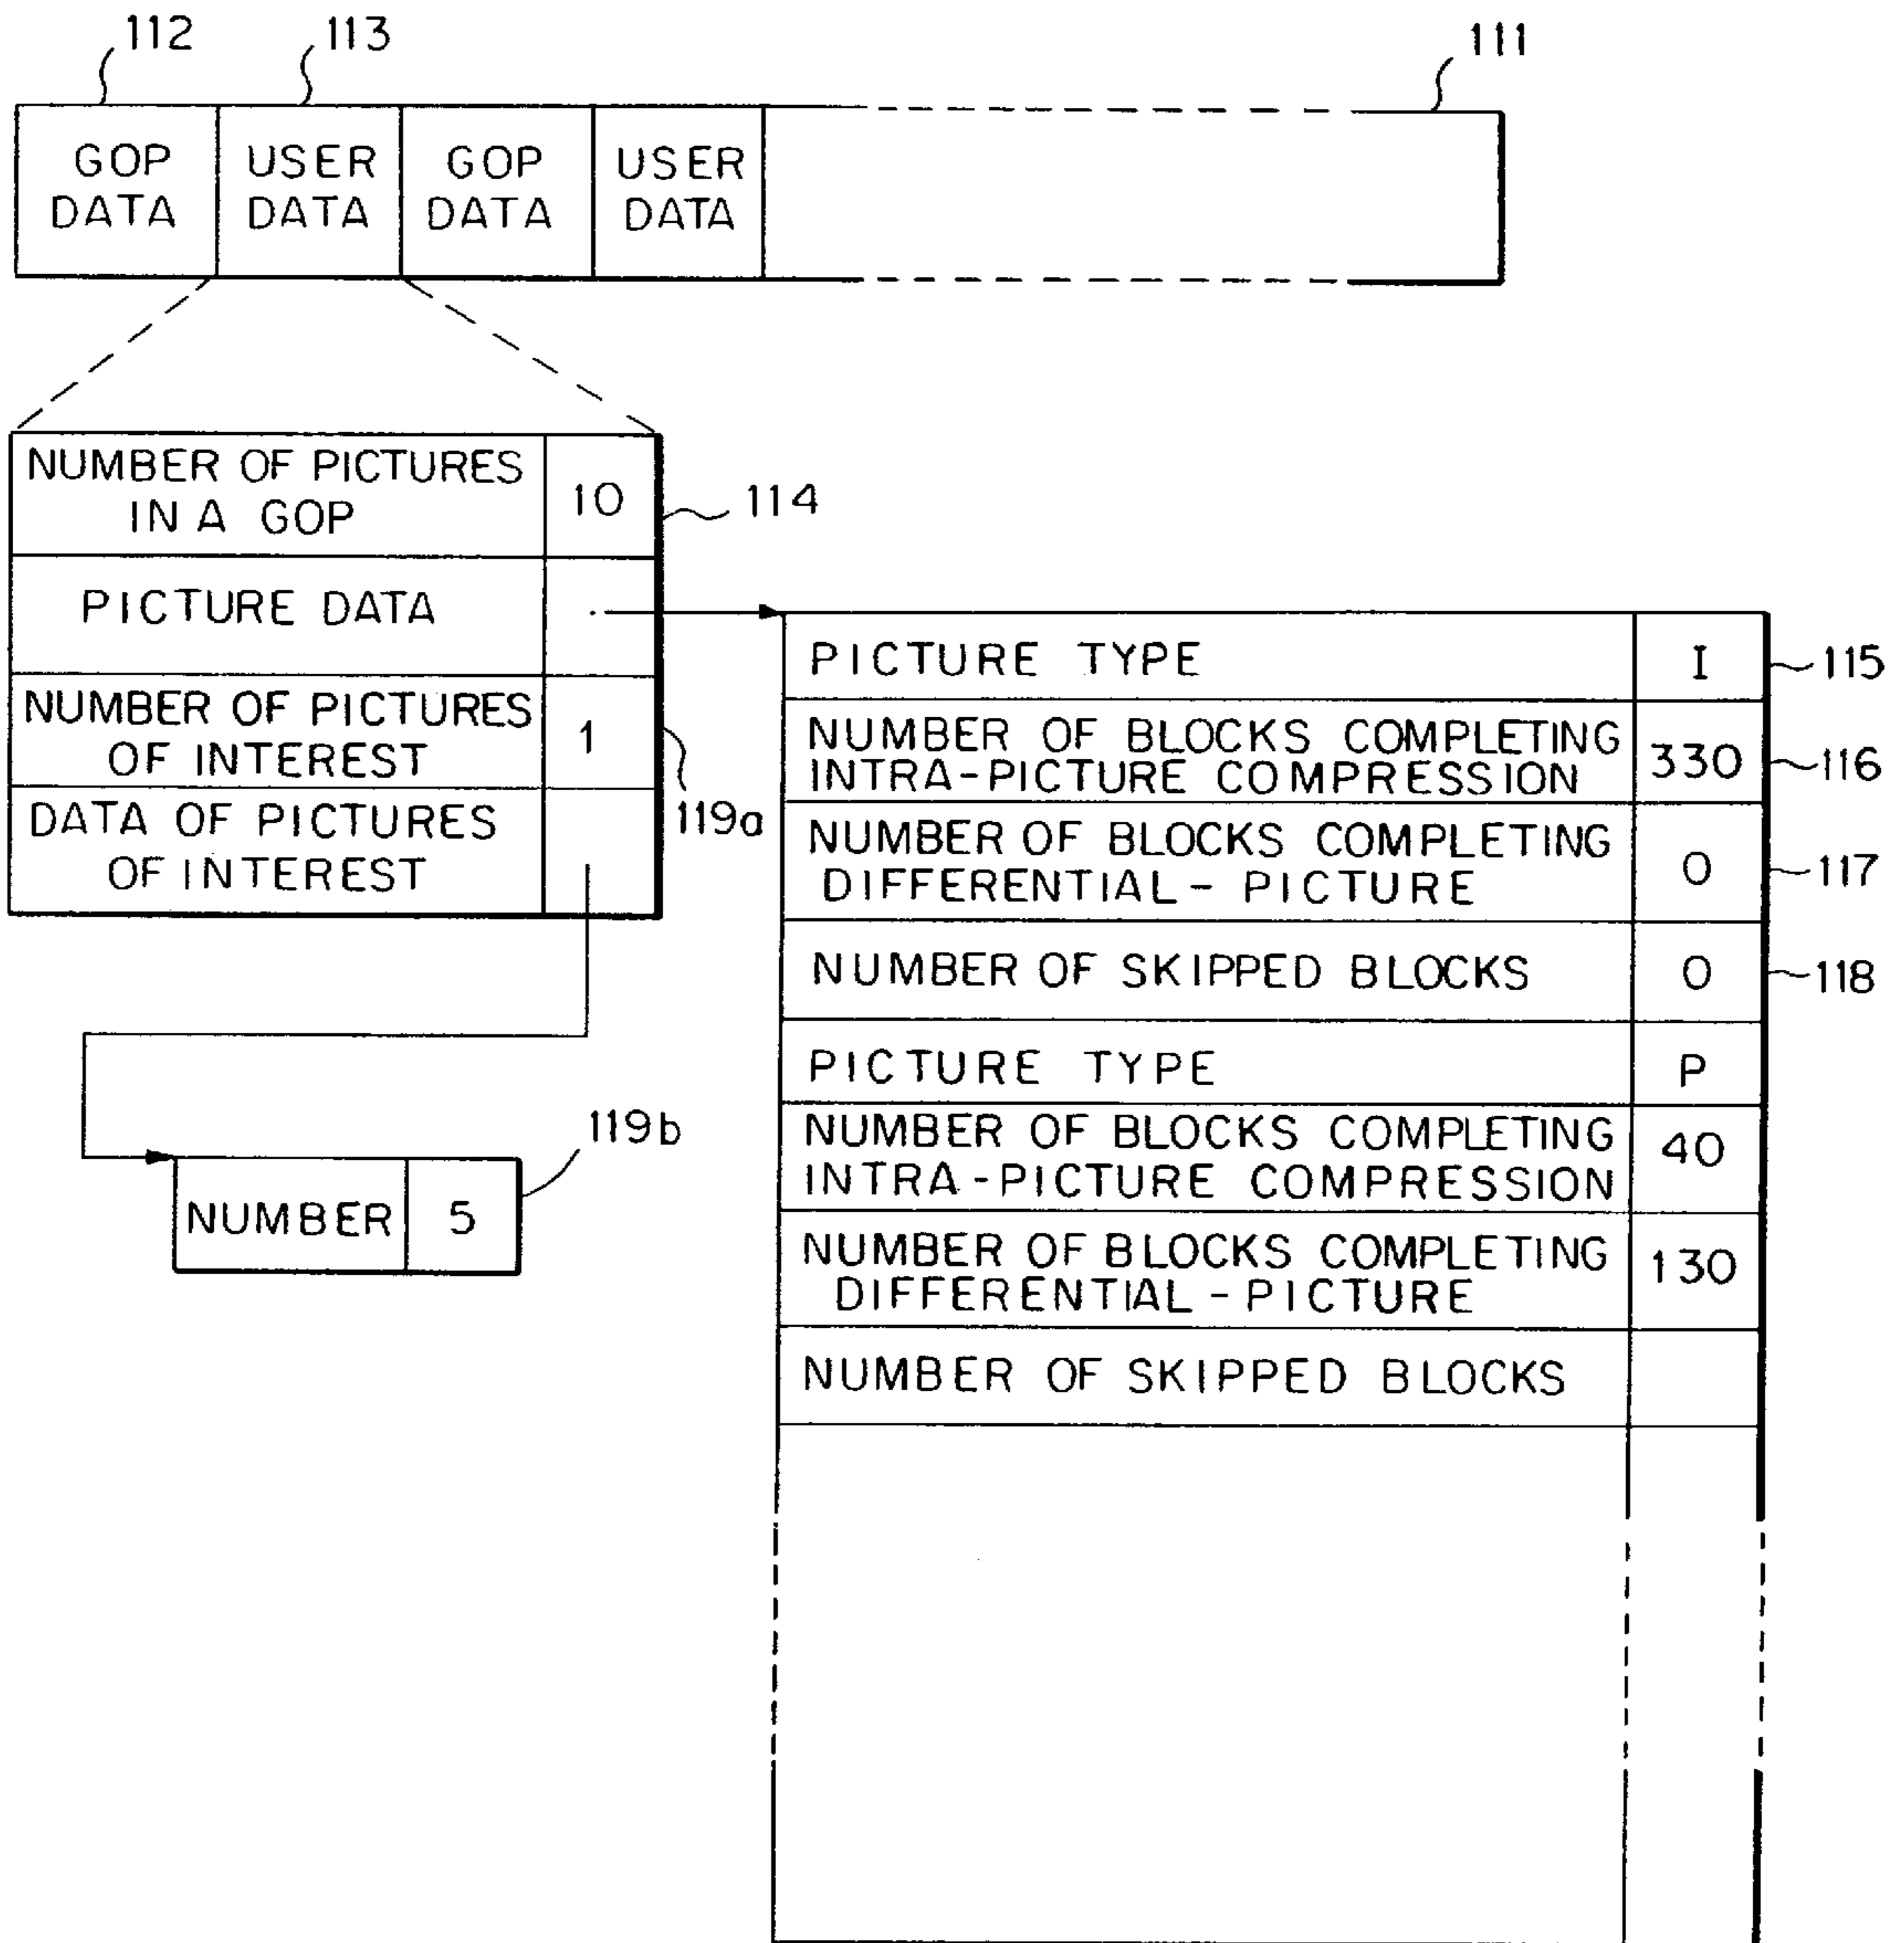 112
113
111
GOP DATA
USER DATA
GOP DATA
USER DATA
NUMBER OF PICTURES
IN A GOP
10
114
PICTURE DATA
NUMBER OF PICTURES
OF INTEREST
1
119a
DATA OF PICTURES
OF INTEREST
NUMBER
5
119b
PICTURE TYPE
I
115
NUMBER OF BLOCKS COMPLETING
INTRA-PICTURE COMPRESSION
330
116
NUMBER OF BLOCKS COMPLETING
DIFFERENTIAL-PICTURE
0
117
NUMBER OF SKIPPED BLOCKS
0
118
PICTURE TYPE
P
NUMBER OF BLOCKS COMPLETING
INTRA-PICTURE COMPRESSION
40
NUMBER OF BLOCKS COMPLETING
DIFFERENTIAL-PICTURE
130
NUMBER OF SKIPPED BLOCKS